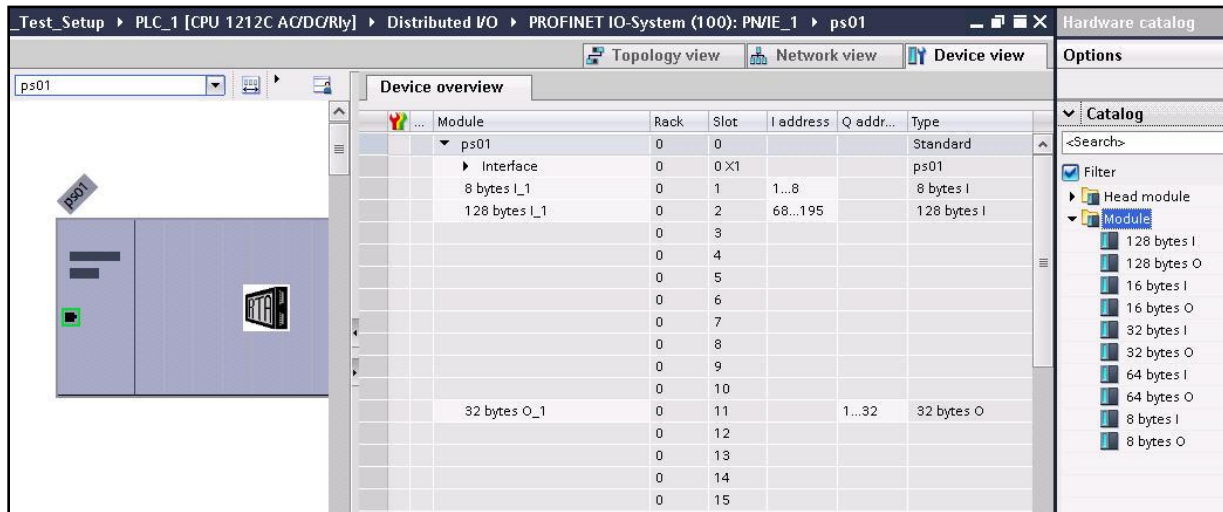 _Test_Setup ▸ PLC_1 [CPU 1212C AC/DC/Rly] ▸ Distributed I/O ▸ PROFINET IO-System (100): PN/IE_1 ▸ ps01
Hardware catalog
Topology view Network view Device view
Options
ps01
Device overview
... Module Rack Slot I address Q addr... Type
ps01 0 0 Standard
Interface 0 0 X1 ps01
8 bytes I_1 0 1 1...8 8 bytes I
128 bytes I_1 0 2 68...195 128 bytes I
0 3
0 4
0 5
0 6
0 7
0 8
0 9
0 10
32 bytes O_1 0 11 1...32 32 bytes O
0 12
0 13
0 14
0 15
ps01
RTA
Catalog
<Search>
Filter
Head module
Module
128 bytes I
128 bytes O
16 bytes I
16 bytes O
32 bytes I
32 bytes O
64 bytes I
64 bytes O
8 bytes I
8 bytes O